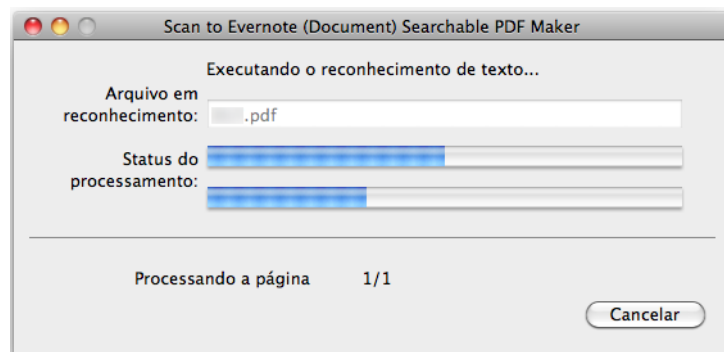 Scan to Evernote (Document) Searchable PDF Maker
Executando o reconhecimento de texto...
Arquivo em
reconhecimento:
.pdf
Status do
processamento:
Processando a página 1/1
Cancelar